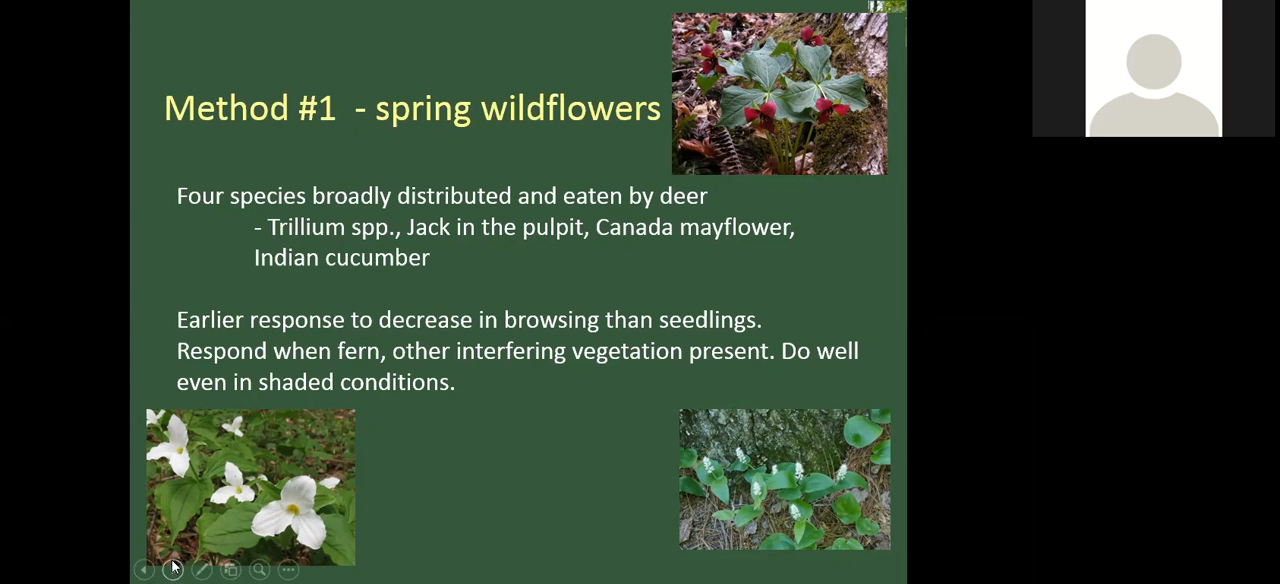 Method #1 - spring wildflowers
Four species broadly distributed and eaten by deer
- Trillium spp., Jack in the pulpit, Canada mayflower,
Indian cucumber
Earlier response to decrease in browsing than seedlings.
Respond when fern, other interfering vegetation present. Do well
even in shaded conditions.